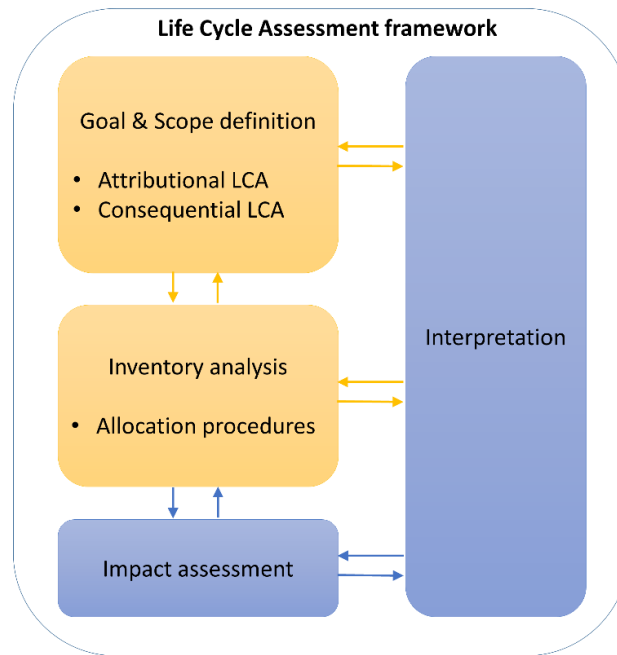 Life Cycle Assessment framework
Goal & Scope definition
• Attributional LCA
• Consequential LCA
Inventory analysis
• Allocation procedures
Impact assessment
Interpretation